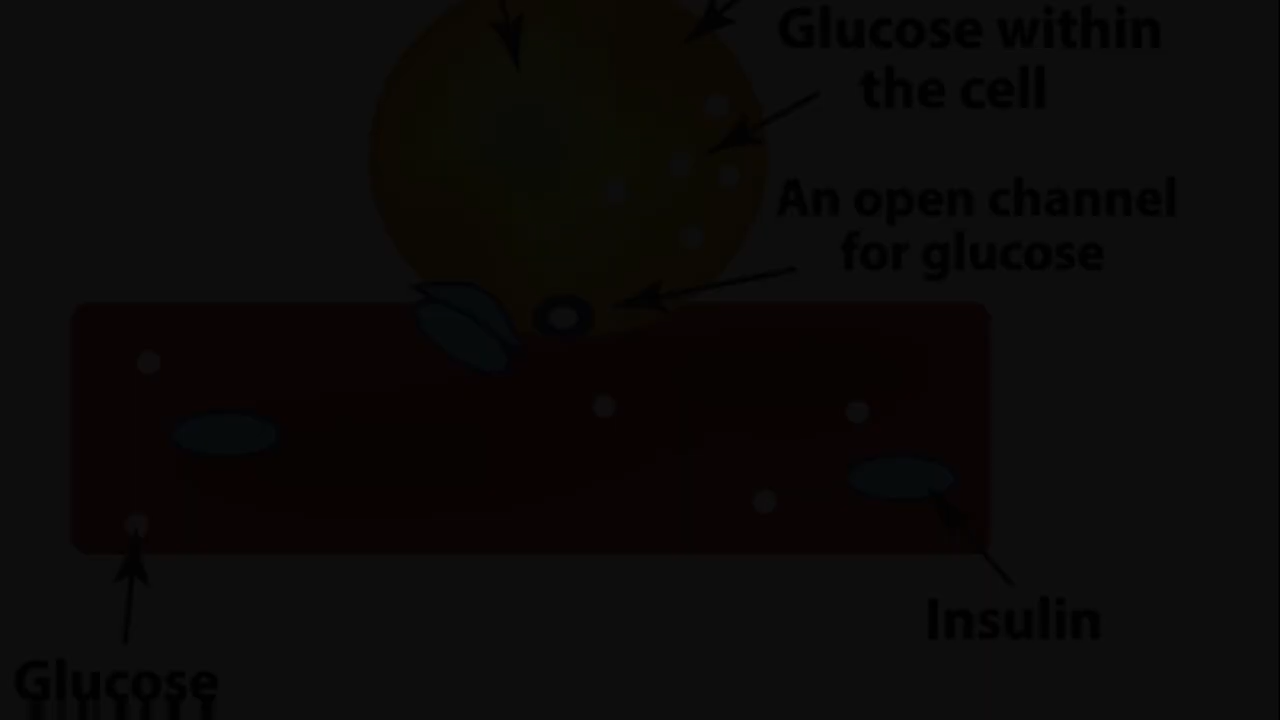 Glucose within
the cell
An open channel
for glucose
Insulin
Glucose